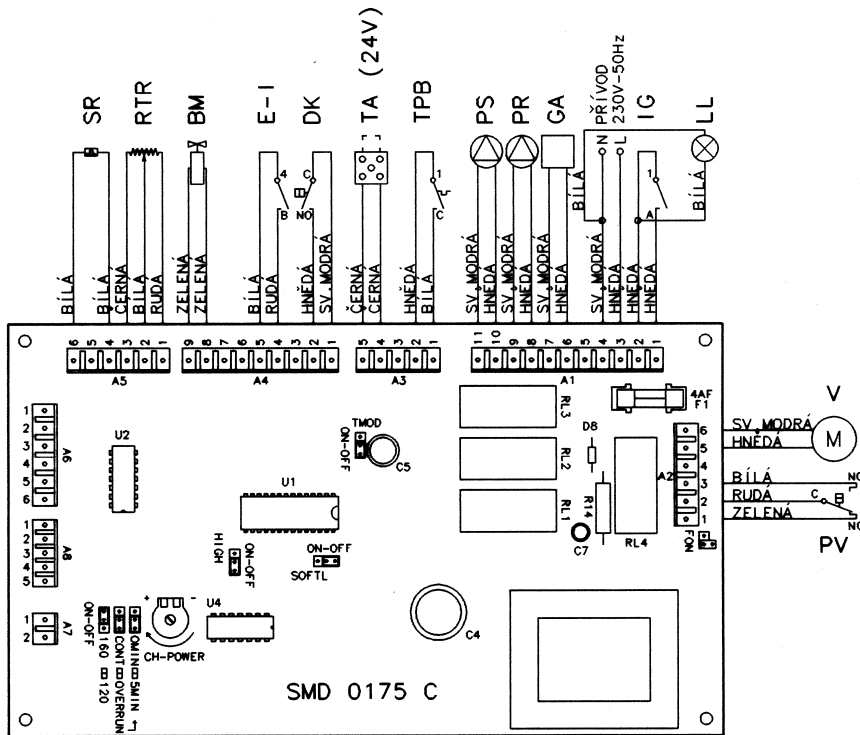 SR
RTR
BM
E-I
DK
TA (24V)
TPB
PS
PR
GA
N PŘÍVOD
L 230V-50Hz
IG
LL
4
B
C
NO
1
C
1
A
BÍLÁ
BÍLÁ
ČERNÁ
BÍLÁ
RUDÁ
ZELENÁ
ZELENÁ
BÍLÁ
RUDÁ
HNĚDÁ
SV.MODRÁ
ČERNÁ
ČERNÁ
HNĚDÁ
BÍLÁ
SV.MODRÁ
HNĚDÁ
SV.MODRÁ
HNĚDÁ
SV.MODRÁ
HNĚDÁ
BÍLÁ
SV.MODRÁ
HNĚDÁ
HNĚDÁ
HNĚDÁ
BÍLÁ
BÍLÁ
6 5 4 3 2 1
A5
9 8 7 6 5 4 3 2 1
A4
5 4 3 2 1
A3
11 10 9 8 7 6 5 4 3 2 1
A1
1 2 3 4 5 6
A6
1 2 3 4 5
A8
1 2
A7
U2
U1
TMOD
ON-OFF
C5
RL3
RL2
RL1
D8
R14
C7
RL4
4AF
F1
6 5 4 3 2 1
A2
FON
V
M
SV.MODRÁ
HNĚDÁ
BÍLÁ
RUDÁ
ZELENÁ
NC
C
NO
PV
HIGH
ON-OFF
ON-OFF
SOFTL
U4
+ -
CH-POWER
C4
ON-OFF
160 120
CONT OVERRUN
0MIN 5MIN
SMD 0175 C